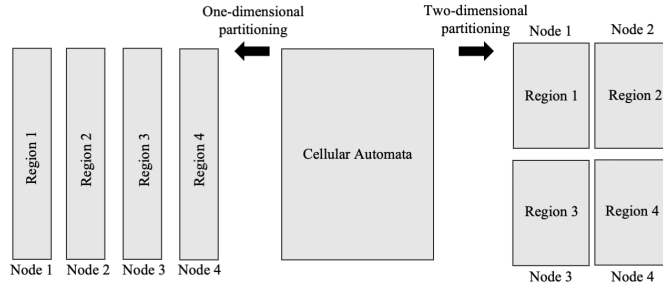 One-dimensional
partitioning
Two-dimensional
partitioning
Region 1
Region 2
Region 3
Region 4
Node 1
Node 2
Node 3
Node 4
Cellular Automata
Node 1
Node 2
Region 1
Region 2
Region 3
Region 4
Node 3
Node 4